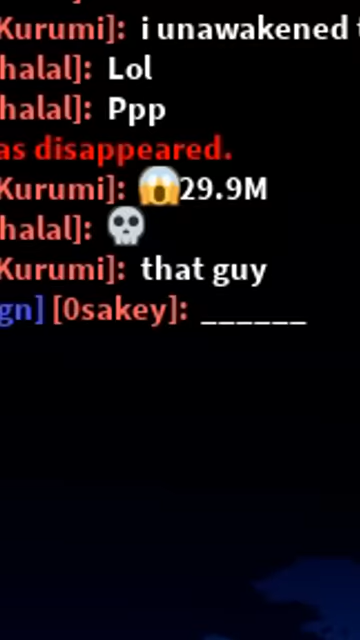 Kurumi]: i unawakened
halal]: Lol
halal]: Ppp
as disappeared.
Kurumi]: 😱29.9M
halal]: 💀
Kurumi]: that guy
gn] [0sakey]: ______